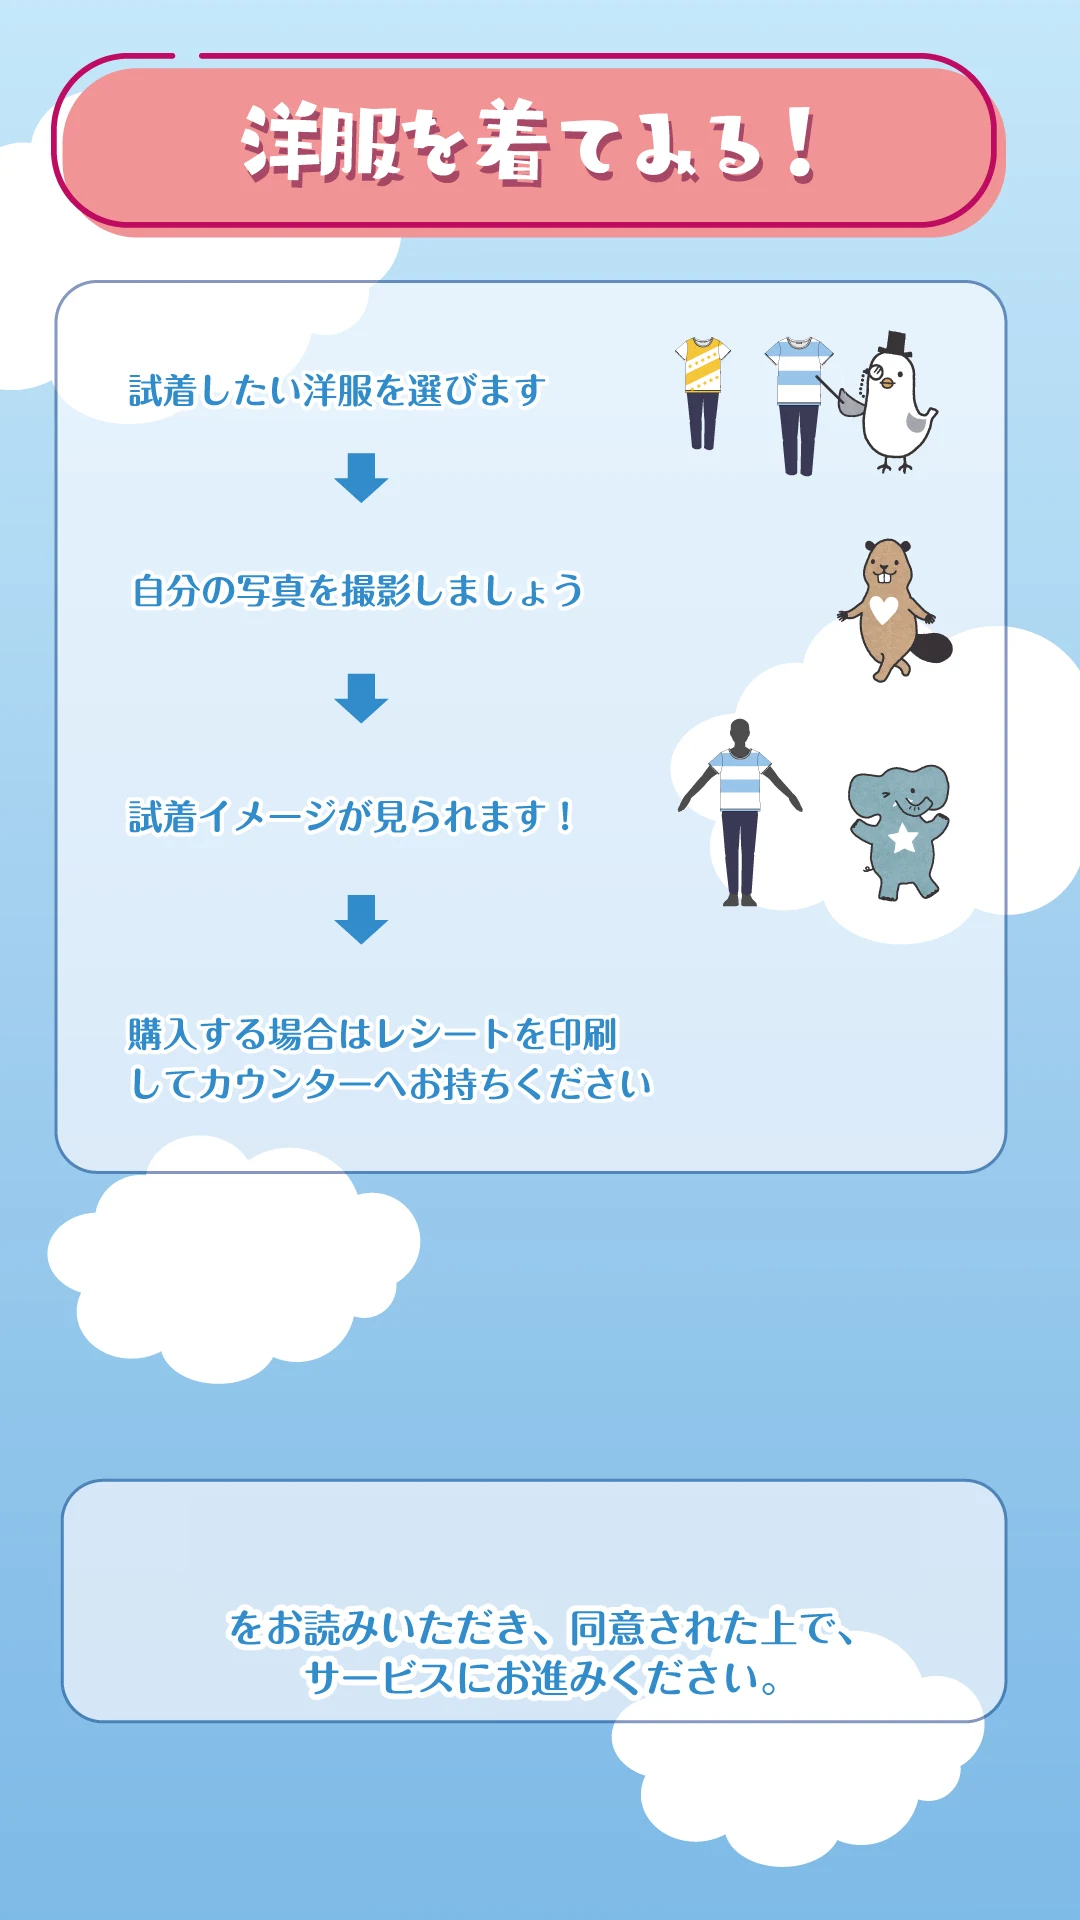 洋服を着てみる！
試着したい洋服を選びます
自分の写真を撮影しましょう
試着イメージが見られます！
購入する場合はレシートを印刷
してカウンターへお持ちください
をお読みいただき、同意された上で、
サービスにお進みください。